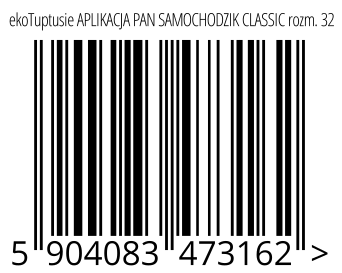 ekoTuptusie APLIKACJA PAN SAMOCHODZIK CLASSIC rozm. 32
5 904083 473162 >